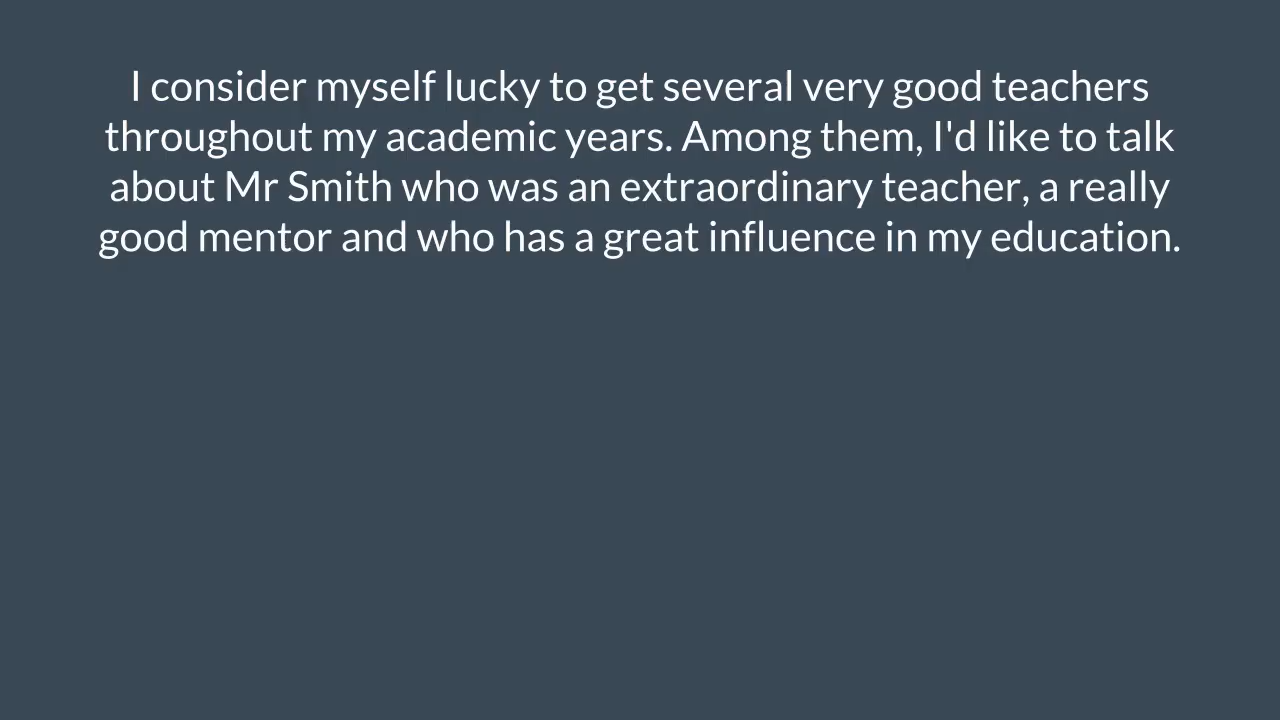 I consider myself lucky to get several very good teachers
throughout my academic years. Among them, I'd like to talk
about Mr Smith who was an extraordinary teacher, a really
good mentor and who has a great influence in my education.